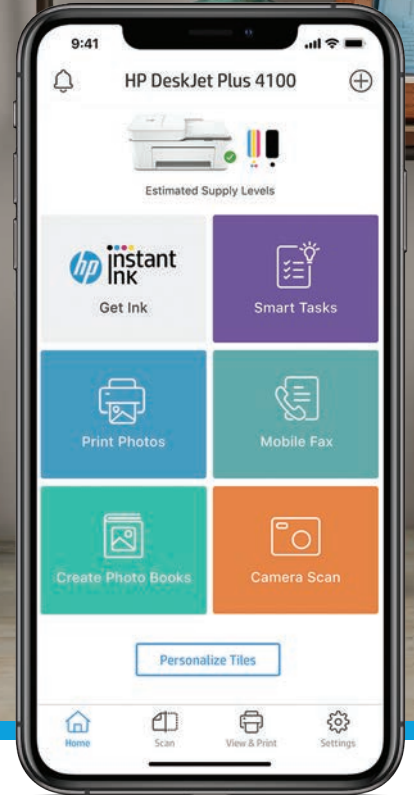 9:41
HP DeskJet Plus 4100
Estimated Supply Levels
hp instant
ink
Get Ink
Smart Tasks
Print Photos
Mobile Fax
Create Photo Books
Camera Scan
Personalize Tiles
Home
Scan
View & Print
Settings